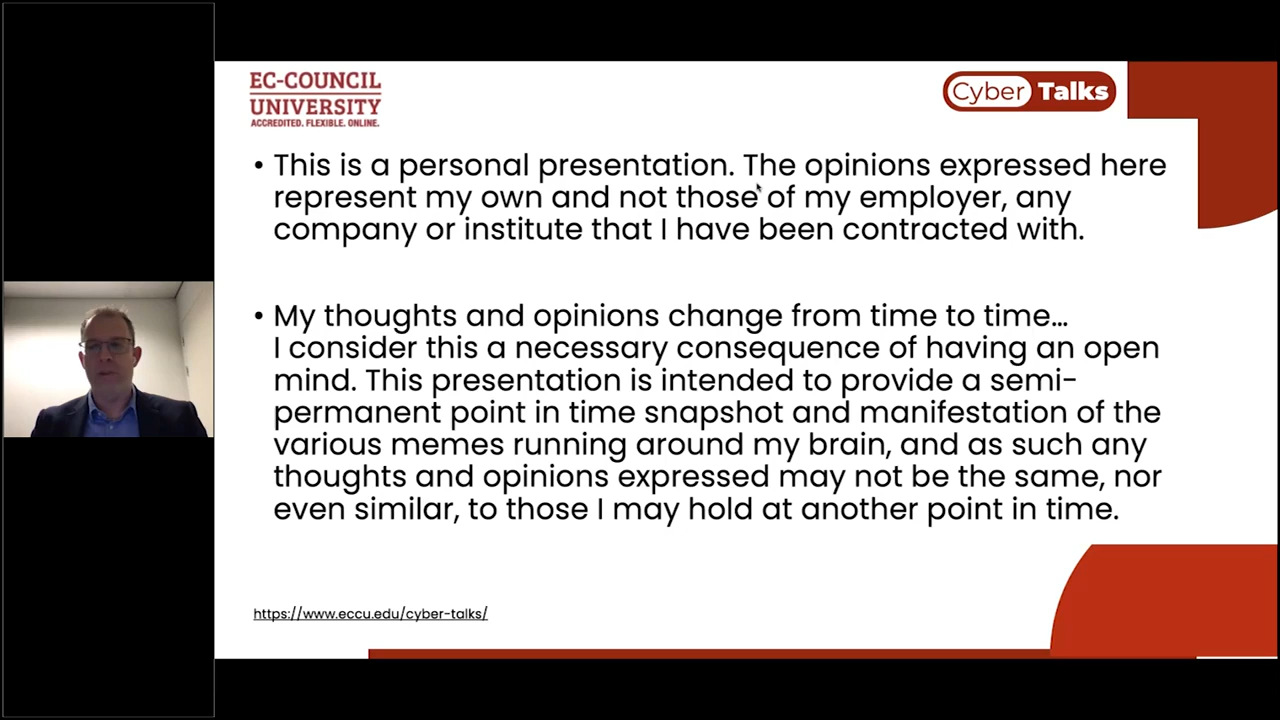 EC-COUNCIL
UNIVERSITY
ACCREDITED. FLEXIBLE. ONLINE.
Cyber Talks
• This is a personal presentation. The opinions expressed here
represent my own and not those of my employer, any
company or institute that I have been contracted with.
• My thoughts and opinions change from time to time…
I consider this a necessary consequence of having an open
mind. This presentation is intended to provide a semi-
permanent point in time snapshot and manifestation of the
various memes running around my brain, and as such any
thoughts and opinions expressed may not be the same, nor
even similar, to those I may hold at another point in time.
https://www.eccu.edu/cyber-talks/